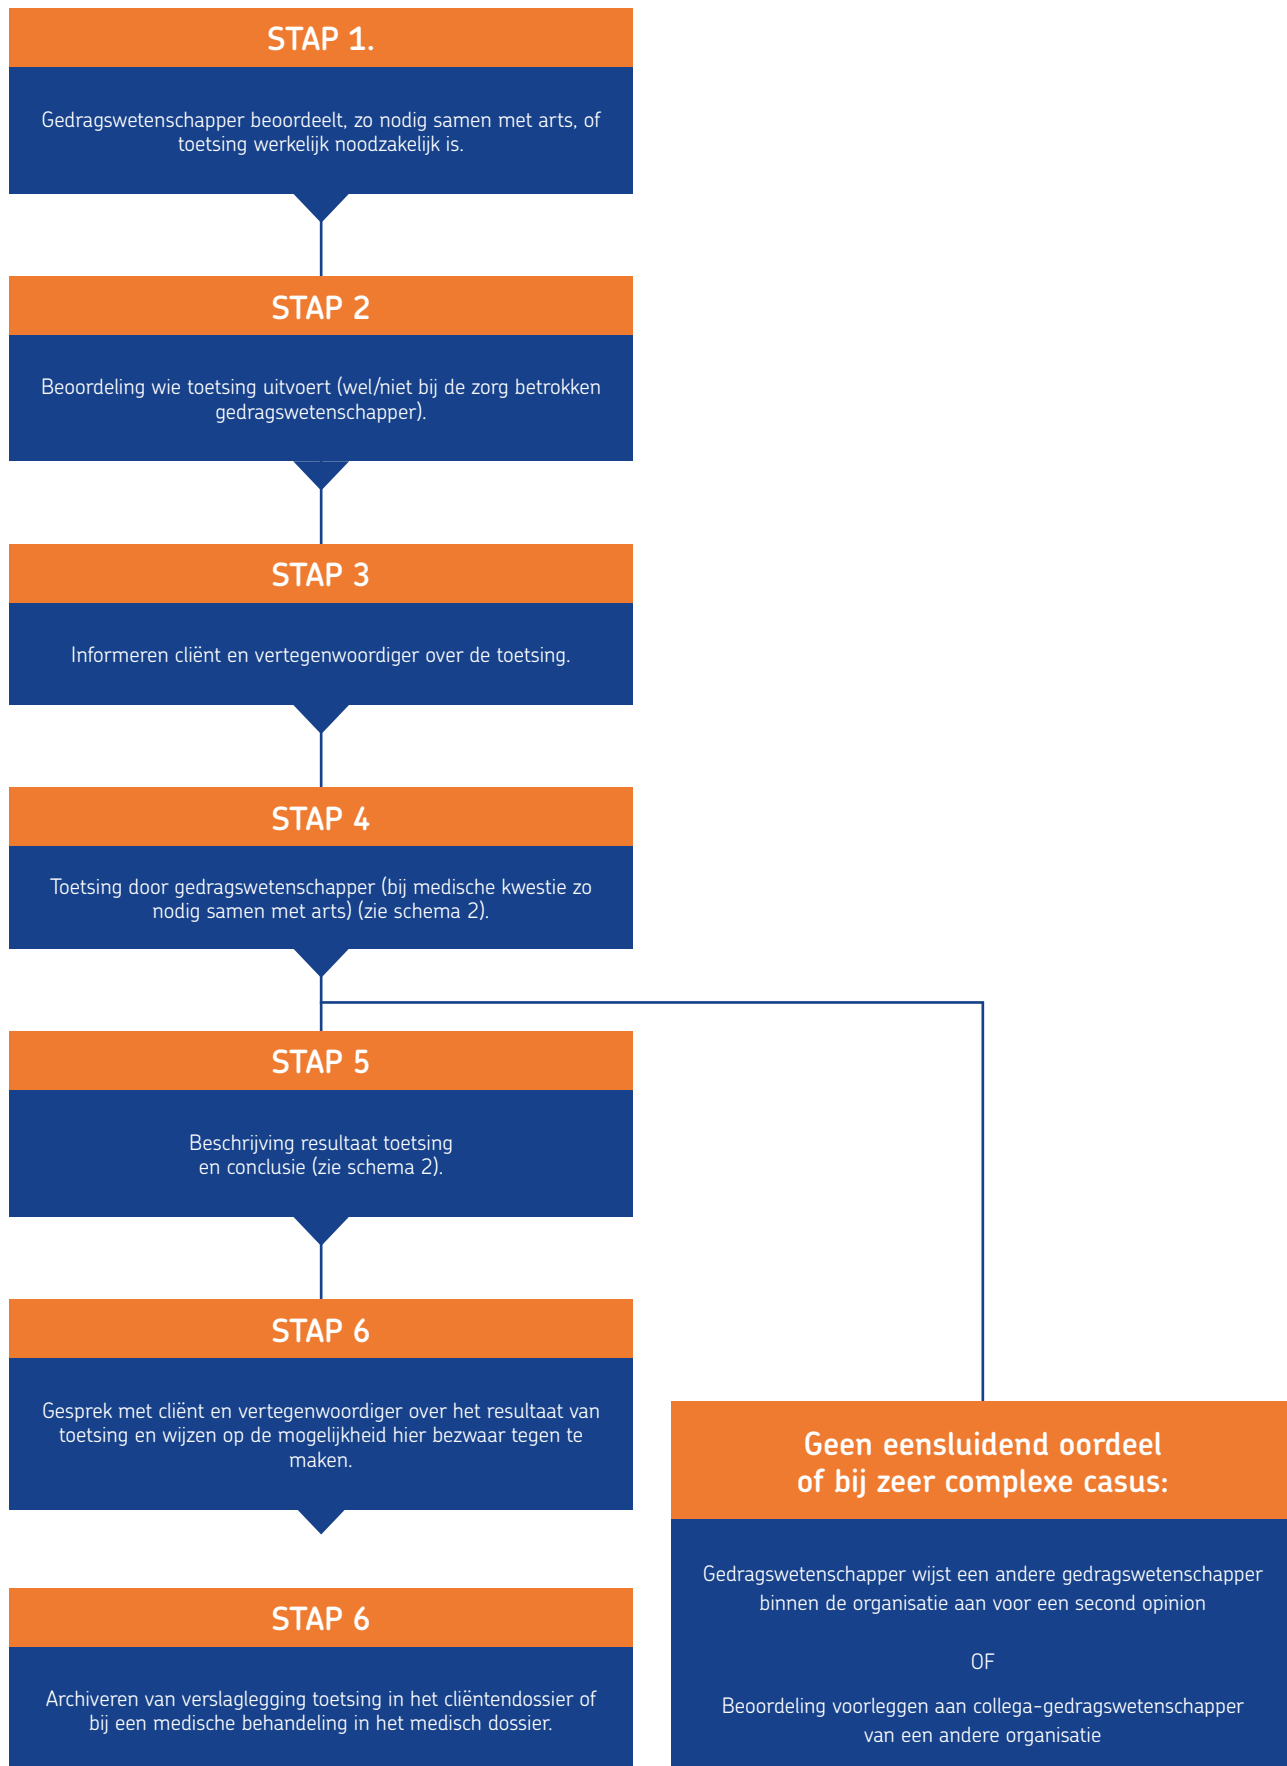 STAP 1.
Gedragswetenschapper beoordeelt, zo nodig samen met arts, of
toetsing werkelijk noodzakelijk is.
STAP 2
Beoordeling wie toetsing uitvoert (wel/niet bij de zorg betrokken
gedragswetenschapper).
STAP 3
Informeren cliënt en vertegenwoordiger over de toetsing.
STAP 4
Toetsing door gedragswetenschapper (bij medische kwestie zo
nodig samen met arts) (zie schema 2).
STAP 5
Beschrijving resultaat toetsing
en conclusie (zie schema 2).
STAP 6
Gesprek met cliënt en vertegenwoordiger over het resultaat van
toetsing en wijzen op de mogelijkheid hier bezwaar tegen te
maken.
STAP 6
Archiveren van verslaglegging toetsing in het cliëntendossier of
bij een medische behandeling in het medisch dossier.
Geen eensluidend oordeel
of bij zeer complexe casus:
Gedragswetenschapper wijst een andere gedragswetenschapper
binnen de organisatie aan voor een second opinion
OF
Beoordeling voorleggen aan collega-gedragswetenschapper
van een andere organisatie